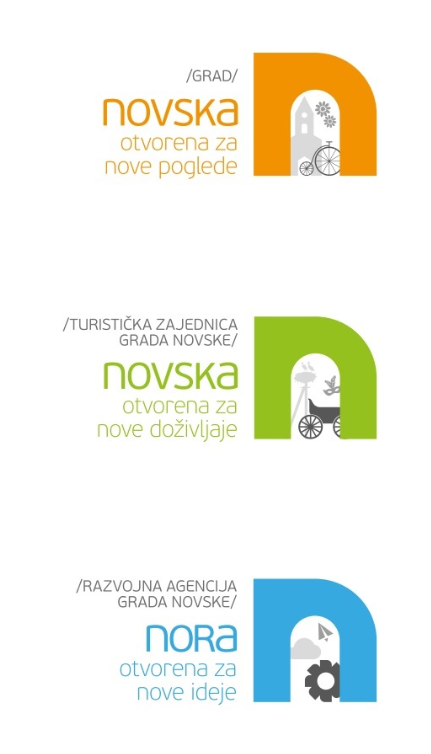 /GRAD/
novska
otvorena za
nove poglede
n
/TURISTIČKA ZAJEDNICA
GRADA NOVSKE/
novska
otvorena za
nove doživljaje
n
/RAZVOJNA AGENCIJA
GRADA NOVSKE/
nora
otvorena za
nove ideje
n